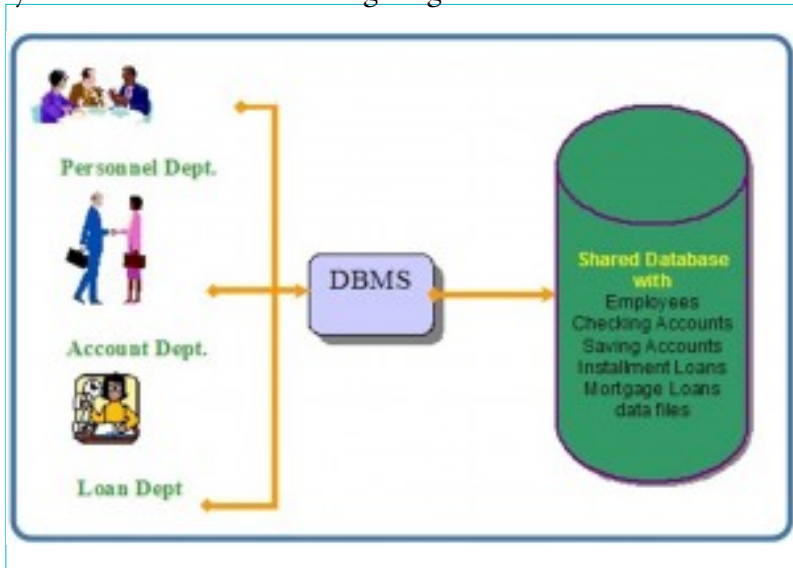 Personnel Dept.
Account Dept.
Loan Dept
DBMS
Shared Database
with
Employees
Checking Accounts
Saving Accounts
Installment Loans
Mortgage Loans
data files